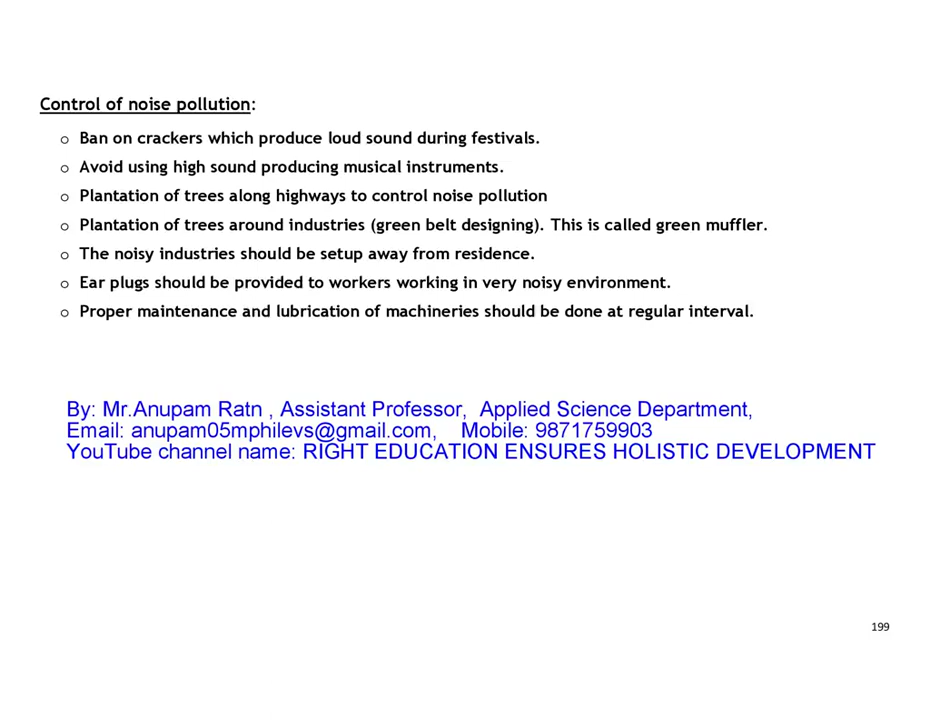 Control of noise pollution:
o Ban on crackers which produce loud sound during festivals.
o Avoid using high sound producing musical instruments.
o Plantation of trees along highways to control noise pollution
o Plantation of trees around industries (green belt designing). This is called green muffler.
o The noisy industries should be setup away from residence.
o Ear plugs should be provided to workers working in very noisy environment.
o Proper maintenance and lubrication of machineries should be done at regular interval.
By: Mr.Anupam Ratn , Assistant Professor, Applied Science Department,
Email: anupam05mphilevs@gmail.com, Mobile: 9871759903
YouTube channel name: RIGHT EDUCATION ENSURES HOLISTIC DEVELOPMENT
199